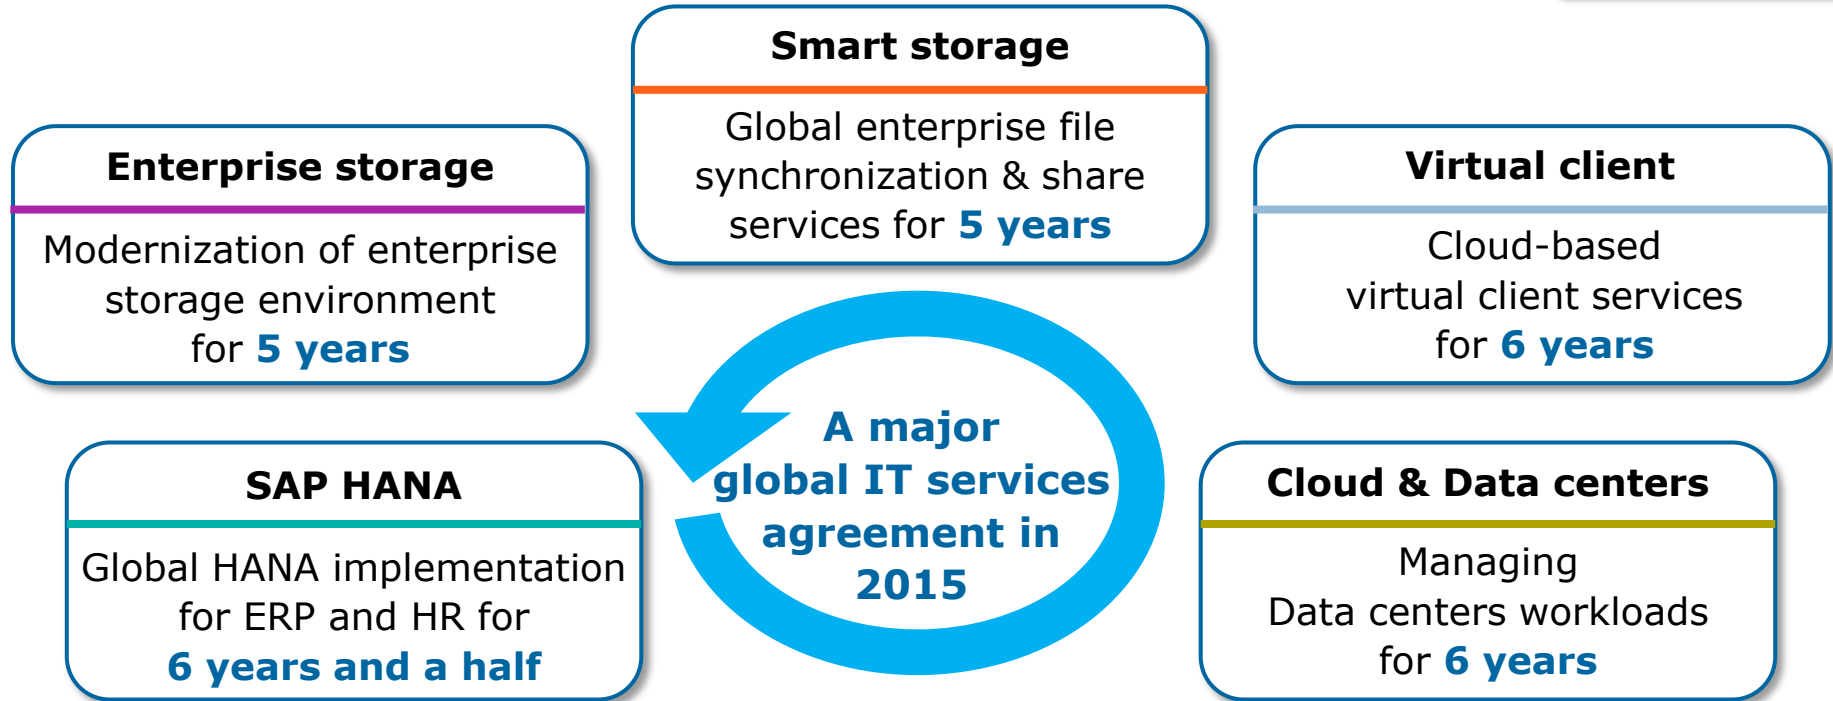 Smart storage
Global enterprise file
synchronization & share
services for 5 years
Enterprise storage
Modernization of enterprise
storage environment
for 5 years
Virtual client
Cloud-based
virtual client services
for 6 years
A major
global IT services
agreement in
2015
SAP HANA
Global HANA implementation
for ERP and HR for
6 years and a half
Cloud & Data centers
Managing
Data centers workloads
for 6 years